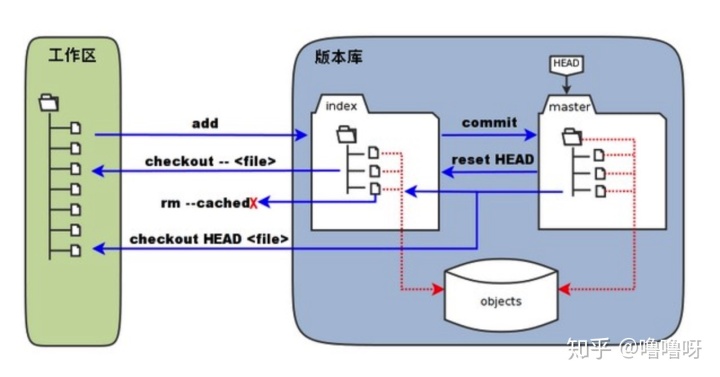 工作区
版本库
HEAD
index
master
add
commit
checkout -- <file>
reset HEAD
rm --cached
X
checkout HEAD <file>
objects
知乎 @噜噜呀